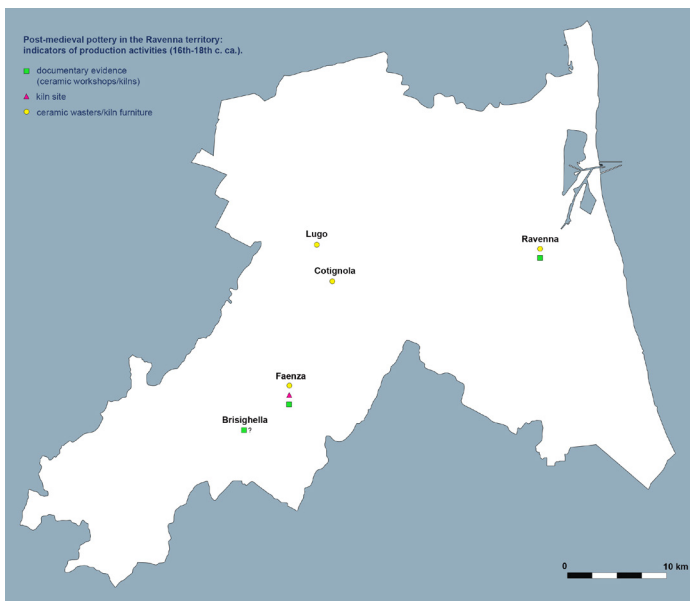 Post-medieval pottery in the Ravenna territory:
indicators of production activities (16th-18th c. ca.).
documentary evidence
(ceramic workshops/kilns)
kiln site
ceramic wasters/kiln furniture
Lugo
Ravenna
Cotignola
Faenza
Brisighella
?
0 10 km